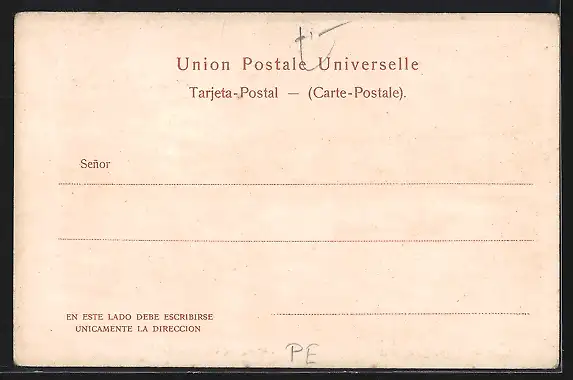 Union Postale Universelle
Tarjeta-Postal — (Carte-Postale).
Señor
EN ESTE LADO DEBE ESCRIBIRSE
UNICAMENTE LA DIRECCION
PE